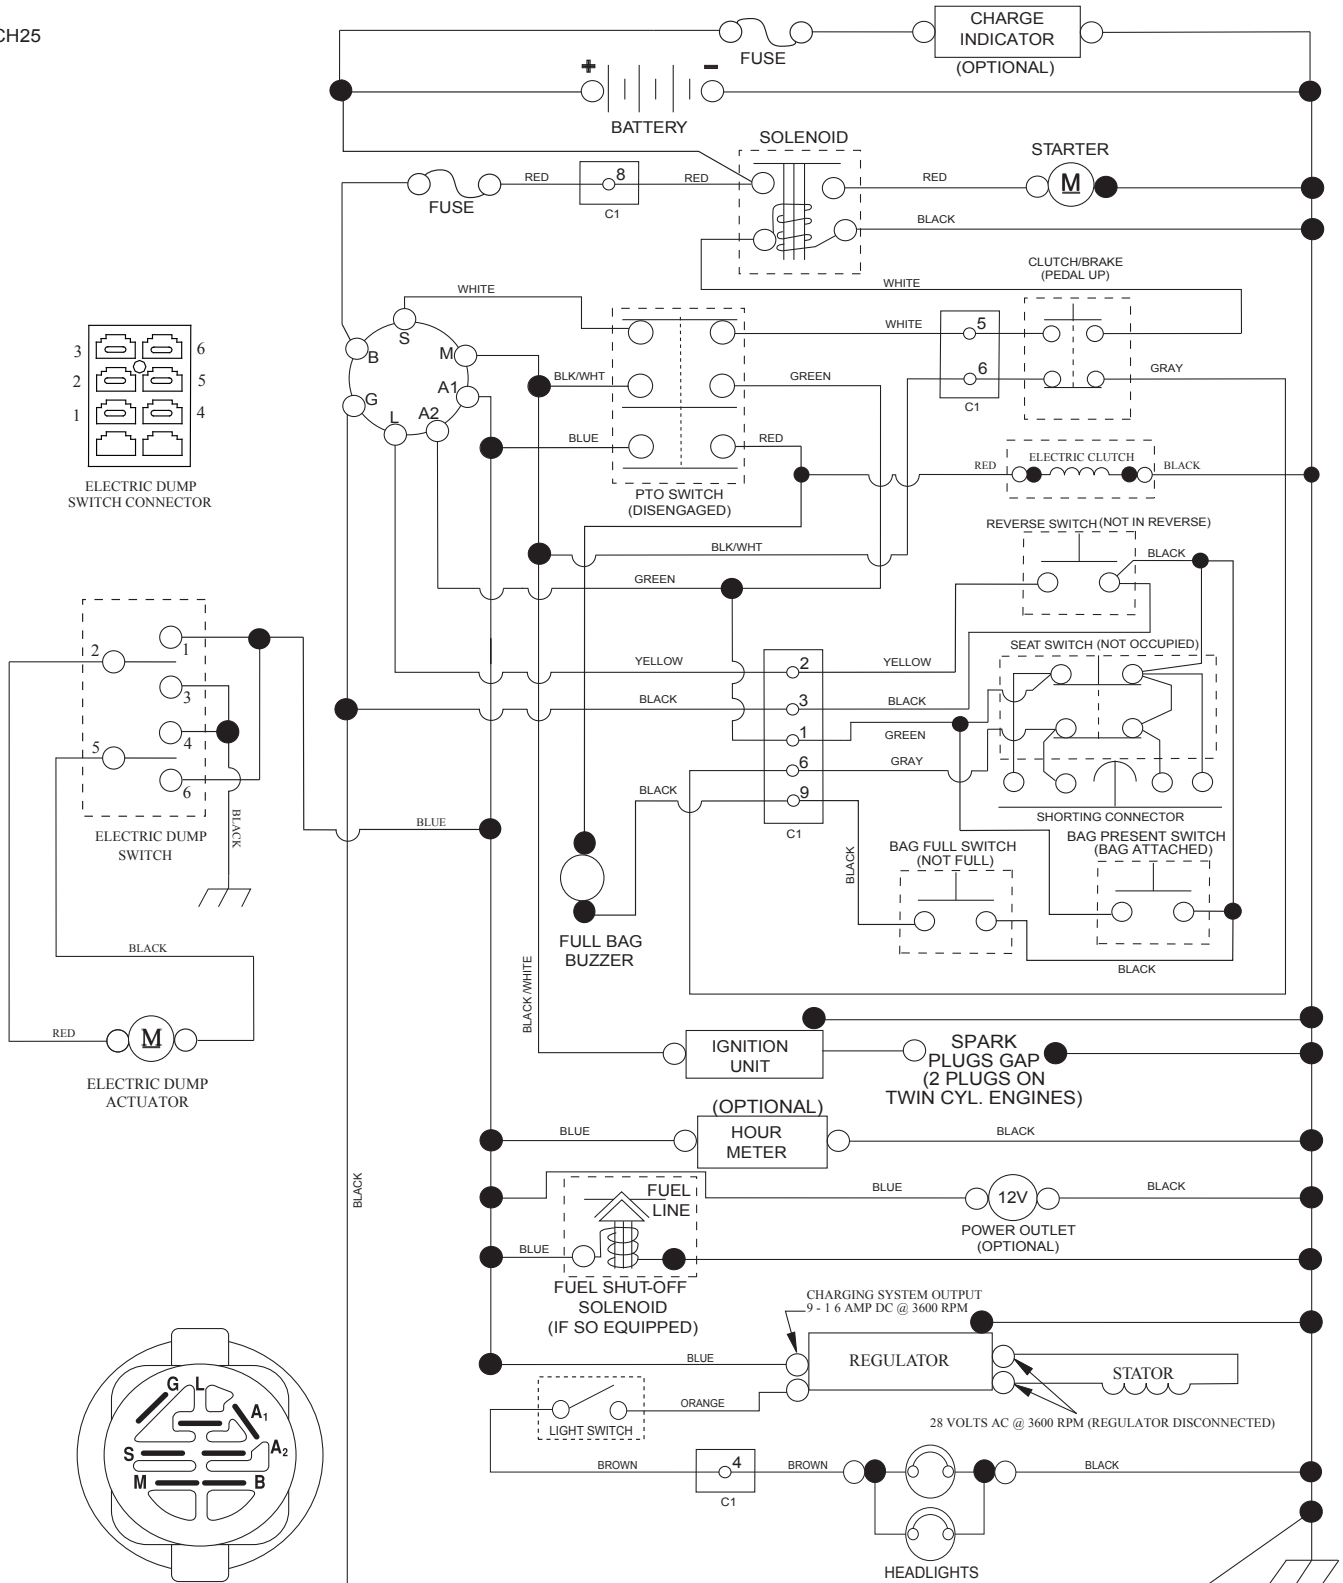 CH25
CHARGE
INDICATOR
(OPTIONAL)
FUSE
+
-
BATTERY
SOLENOID
STARTER
M
FUSE
RED
8
C1
RED
RED
BLACK
CLUTCH/BRAKE
(PEDAL UP)
WHITE
WHITE
WHITE
5
6
C1
GRAY
S
B
M
A1
G
L
A2
BLK/WHT
GREEN
BLUE
RED
PTO SWITCH
(DISENGAGED)
3
6
2
5
1
4
ELECTRIC DUMP
SWITCH CONNECTOR
RED
ELECTRIC CLUTCH
BLACK
REVERSE SWITCH (NOT IN REVERSE)
BLACK
BLK/WHT
GREEN
SEAT SWITCH (NOT OCCUPIED)
YELLOW
2
YELLOW
BLACK
3
BLACK
1
GREEN
6
GRAY
BLACK
9
C1
SHORTING CONNECTOR
2
1
3
4
5
6
BLACK
ELECTRIC DUMP
SWITCH
BLUE
BAG FULL SWITCH
(NOT FULL)
BAG PRESENT SWITCH
(BAG ATTACHED)
BLACK
BLACK
FULL BAG
BUZZER
BLACK
RED
M
ELECTRIC DUMP
ACTUATOR
BLACK /WHITE
IGNITION
UNIT
SPARK
PLUGS GAP
(2 PLUGS ON
TWIN CYL. ENGINES)
(OPTIONAL)
BLUE
HOUR
METER
BLACK
BLACK
FUEL
LINE
BLUE
12V
BLACK
POWER OUTLET
(OPTIONAL)
BLUE
FUEL SHUT-OFF
SOLENOID
(IF SO EQUIPPED)
CHARGING SYSTEM OUTPUT
9 - 1 6 AMP DC @ 3600 RPM
BLUE
REGULATOR
STATOR
ORANGE
LIGHT SWITCH
28 VOLTS AC @ 3600 RPM (REGULATOR DISCONNECTED)
BROWN
4
C1
BROWN
BLACK
HEADLIGHTS
G
L
A1
S
A2
M
B